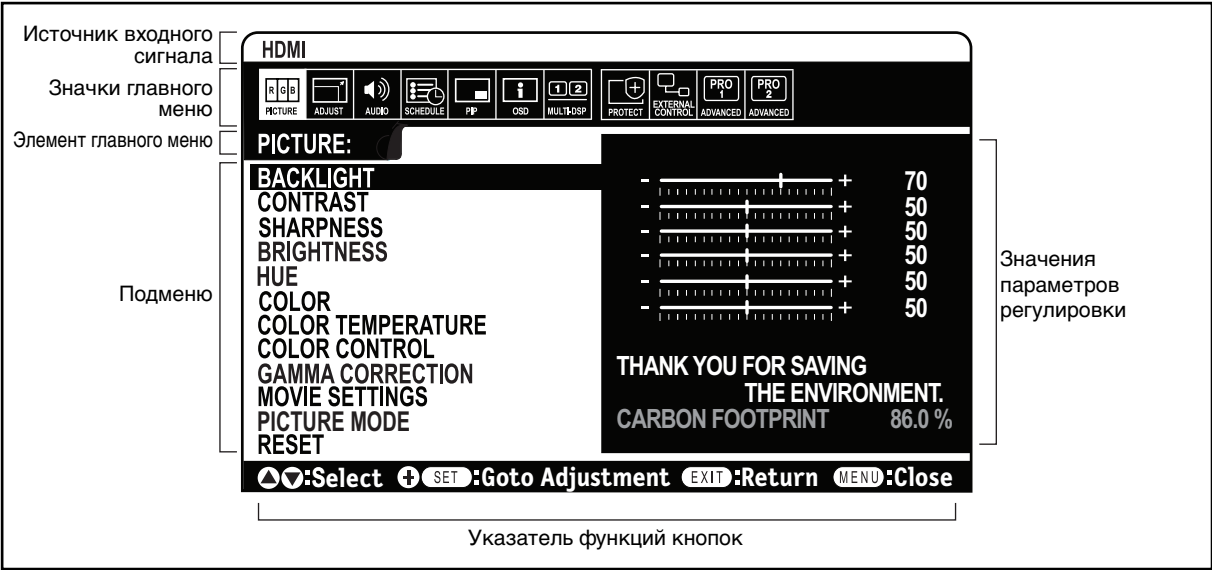 Источник входного
сигнала
HDMI
Значки главного
меню
R G B
PICTURE
ADJUST
AUDIO
SCHEDULE
PIP
OSD
1 2
MULTI-DSP
PROTECT
EXTERNAL
CONTROL
PRO
1
ADVANCED
PRO
2
ADVANCED
Элемент главного меню
PICTURE:
Подменю
BACKLIGHT - + 70
CONTRAST - + 50
SHARPNESS - + 50
BRIGHTNESS - + 50
HUE - + 50
COLOR - + 50
COLOR TEMPERATURE
COLOR CONTROL
GAMMA CORRECTION
MOVIE SETTINGS
PICTURE MODE
RESET
THANK YOU FOR SAVING
THE ENVIRONMENT.
CARBON FOOTPRINT 86.0 %
Значения
параметров
регулировки
:Select SET :Goto Adjustment EXIT :Return MENU :Close
Указатель функций кнопок